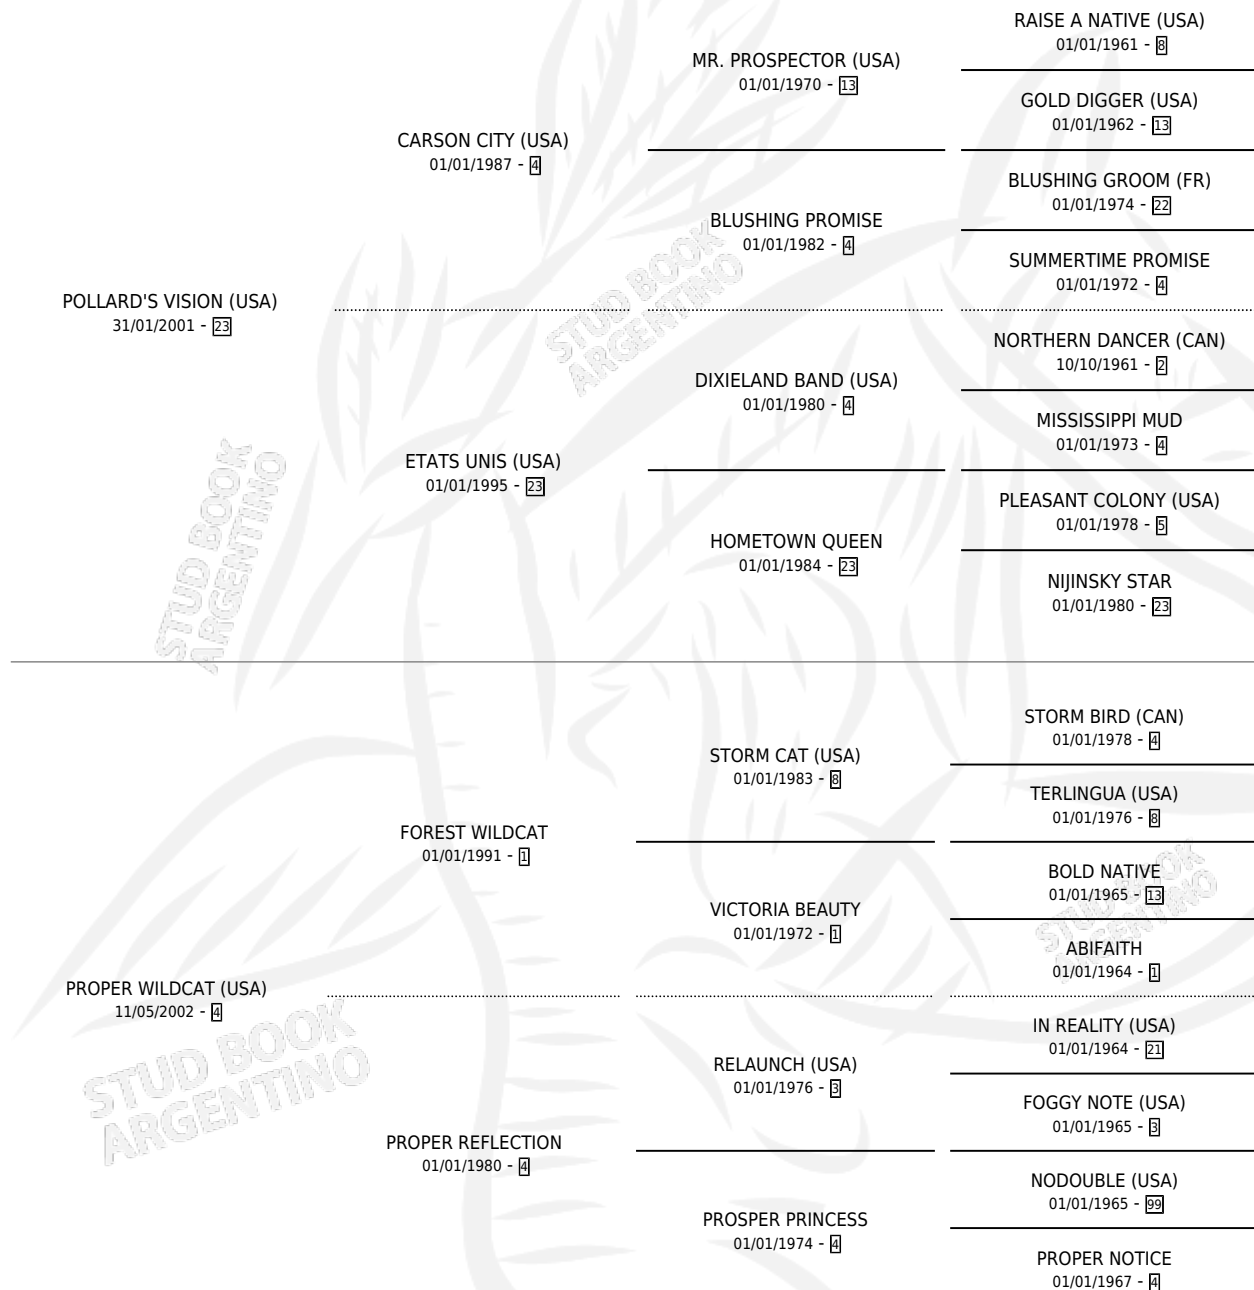 RAISE A NATIVE (USA)
01/01/1961 - 8
MR. PROSPECTOR (USA)
01/01/1970 - 13
GOLD DIGGER (USA)
01/01/1962 - 13
CARSON CITY (USA)
01/01/1987 - 4
BLUSHING GROOM (FR)
01/01/1974 - 22
BLUSHING PROMISE
01/01/1982 - 4
SUMMERTIME PROMISE
01/01/1972 - 4
POLLARD'S VISION (USA)
31/01/2001 - 23
NORTHERN DANCER (CAN)
10/10/1961 - 2
DIXIELAND BAND (USA)
01/01/1980 - 4
MISSISSIPPI MUD
01/01/1973 - 4
ETATS UNIS (USA)
01/01/1995 - 23
PLEASANT COLONY (USA)
01/01/1978 - 5
HOMETOWN QUEEN
01/01/1984 - 23
NIJINSKY STAR
01/01/1980 - 23
STORM BIRD (CAN)
01/01/1978 - 4
STORM CAT (USA)
01/01/1983 - 8
TERLINGUA (USA)
01/01/1976 - 8
FOREST WILDCAT
01/01/1991 - 1
BOLD NATIVE
01/01/1965 - 13
VICTORIA BEAUTY
01/01/1972 - 1
ABIFAITH
01/01/1964 - 1
PROPER WILDCAT (USA)
11/05/2002 - 4
IN REALITY (USA)
01/01/1964 - 21
RELAUNCH (USA)
01/01/1976 - 3
FOGGY NOTE (USA)
01/01/1965 - 3
PROPER REFLECTION
01/01/1980 - 4
NODOUBLE (USA)
01/01/1965 - 99
PROSPER PRINCESS
01/01/1974 - 4
PROPER NOTICE
01/01/1967 - 4
STUD BOOK
ARGENTINO
STUD BOOK
ARGENTINO
STUD BOOK
ARGENTINO
STUD BOOK
ARGENTINO